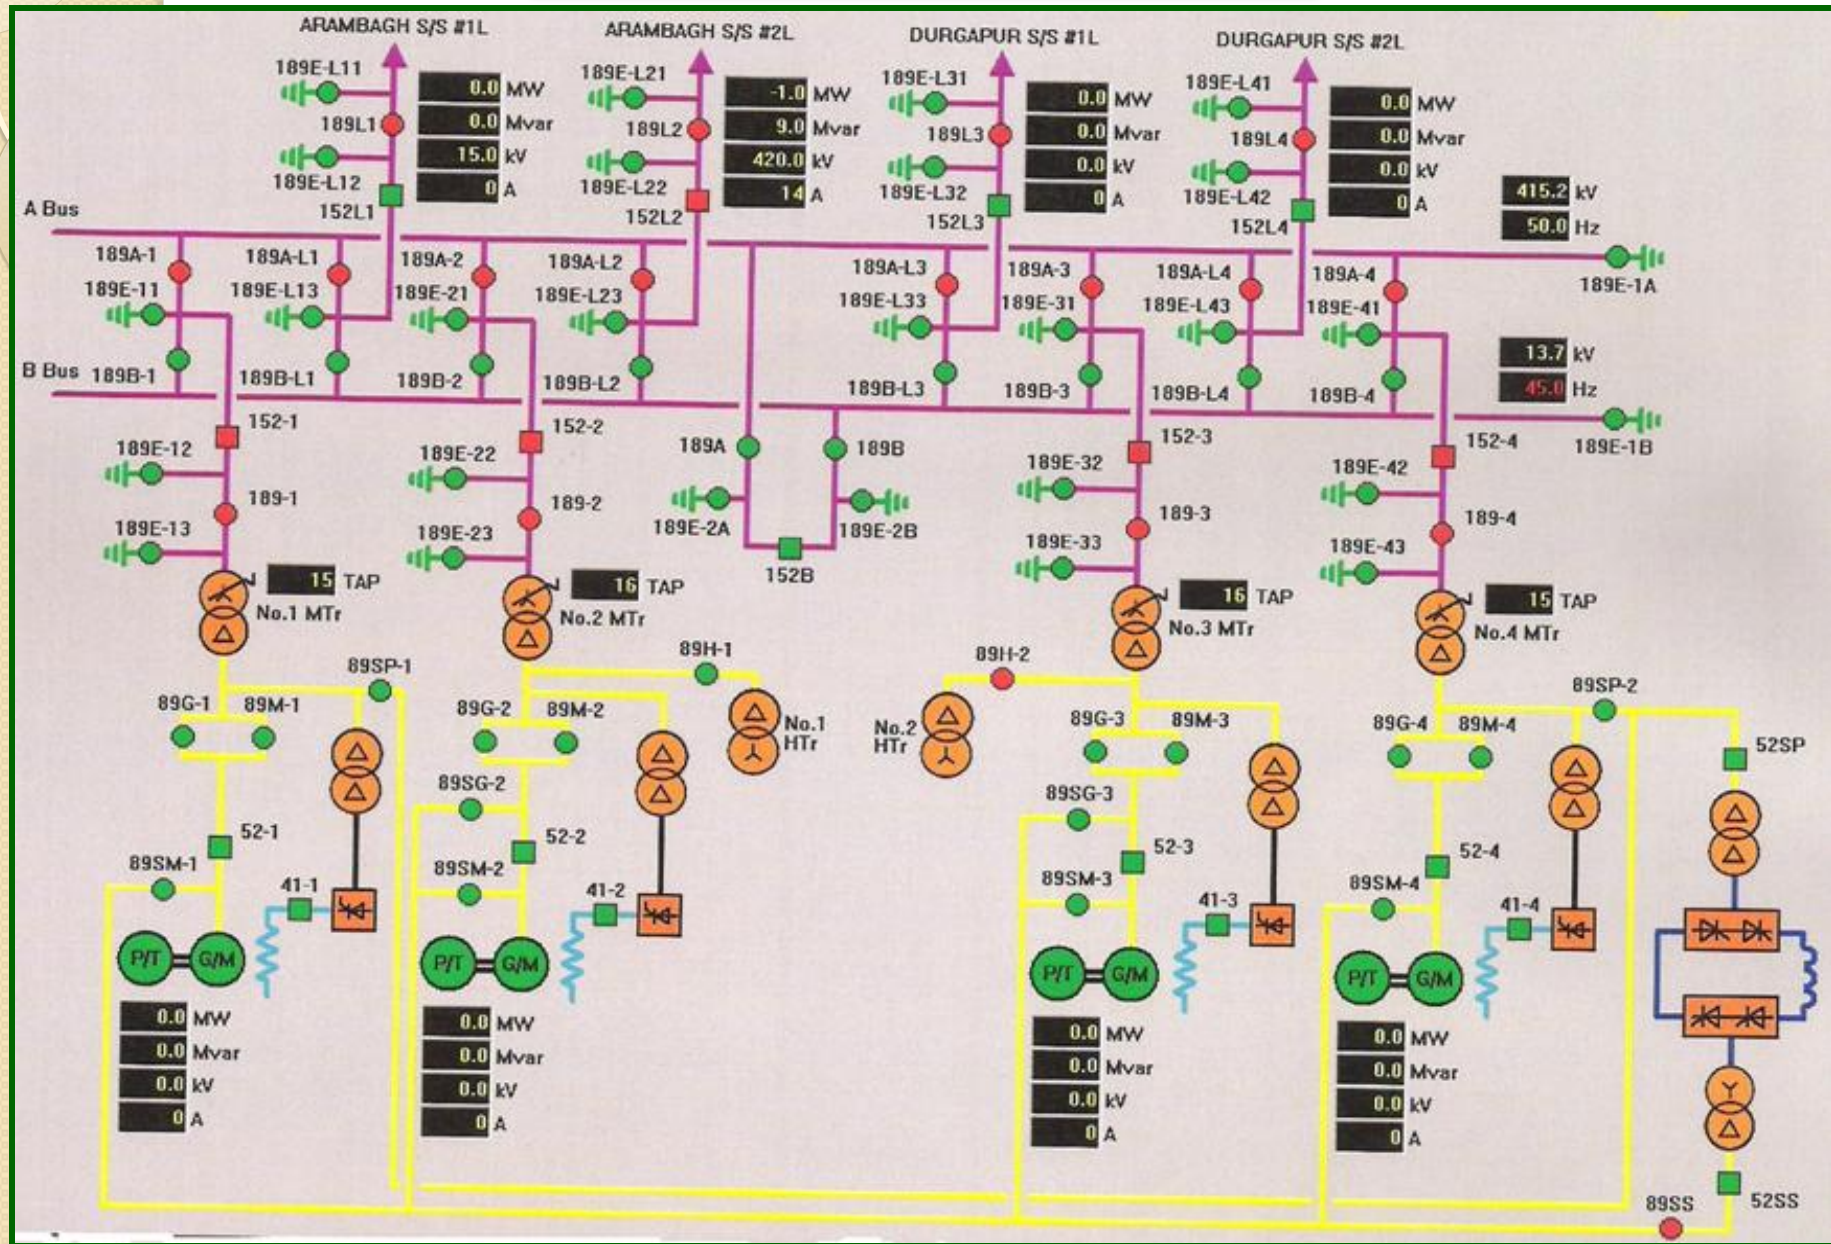 ARAMBAGH S/S #1L
ARAMBAGH S/S #2L
DURGAPUR S/S #1L
DURGAPUR S/S #2L
189E-L11
0.0 MW
189L1
0.0 Mvar
15.0 kV
189E-L12
0 A
152L1
189E-L21
-1.0 MW
189L2
9.0 Mvar
420.0 kV
189E-L22
14 A
152L2
189E-L31
0.0 MW
189L3
0.0 Mvar
0.0 kV
189E-L32
0 A
152L3
189E-L41
0.0 MW
189L4
0.0 Mvar
0.0 kV
189E-L42
0 A
152L4
415.2 kV
50.0 Hz
A Bus
189A-1
189A-L1
189A-2
189A-L2
189A-L3
189A-3
189A-L4
189A-4
189E-1A
189E-11
189E-L13
189E-21
189E-L23
189E-L33
189E-31
189E-L43
189E-41
13.7 kV
45.0 Hz
B Bus
189B-1
189B-L1
189B-2
189B-L2
189B-L3
189B-3
189B-L4
189B-4
189E-1B
152-1
152-2
189A
189B
152-3
152-4
189E-12
189E-22
189E-32
189E-42
189-1
189-2
189E-2A
189E-2B
189-3
189-4
189E-13
189E-23
152B
189E-33
189E-43
15 TAP
No.1 MTr
16 TAP
No.2 MTr
16 TAP
No.3 MTr
15 TAP
No.4 MTr
89SP-1
89H-1
89H-2
89SP-2
89G-1 89M-1
89G-2 89M-2
No.1
HTr
No.2
HTr
89G-3 89M-3
89G-4 89M-4
52SP
89SG-2
89SG-3
52-1
52-2
52-3
52-4
89SM-1
89SM-2
89SM-3
89SM-4
41-1
41-2
41-3
41-4
P/T G/M
P/T G/M
P/T G/M
P/T G/M
0.0 MW
0.0 Mvar
0.0 kV
0 A
0.0 MW
0.0 Mvar
0.0 kV
0 A
0.0 MW
0.0 Mvar
0.0 kV
0 A
0.0 MW
0.0 Mvar
0.0 kV
0 A
89SS
52SS